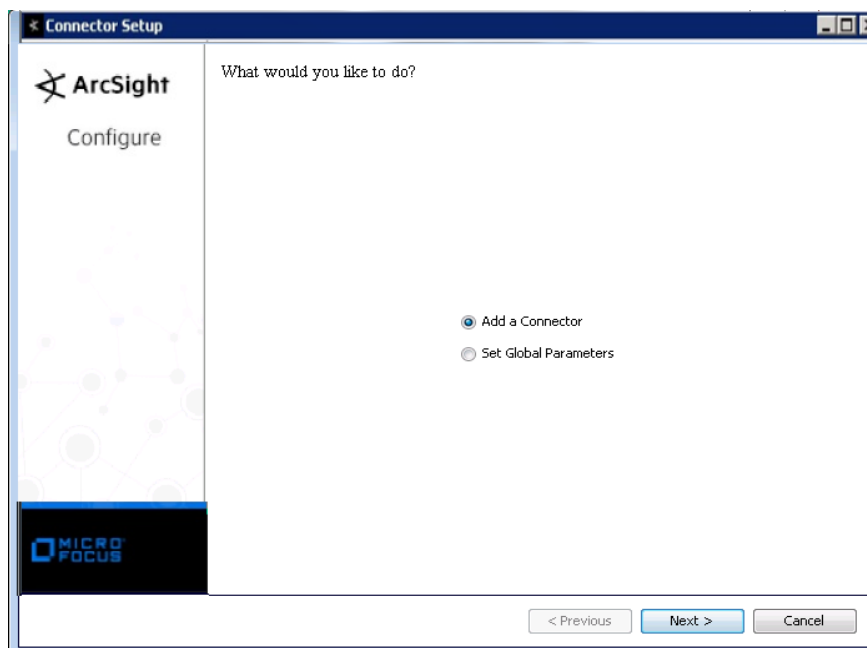 Connector Setup
ArcSight
Configure
What would you like to do?
Add a Connector
Set Global Parameters
MICRO
FOCUS
< Previous
Next >
Cancel